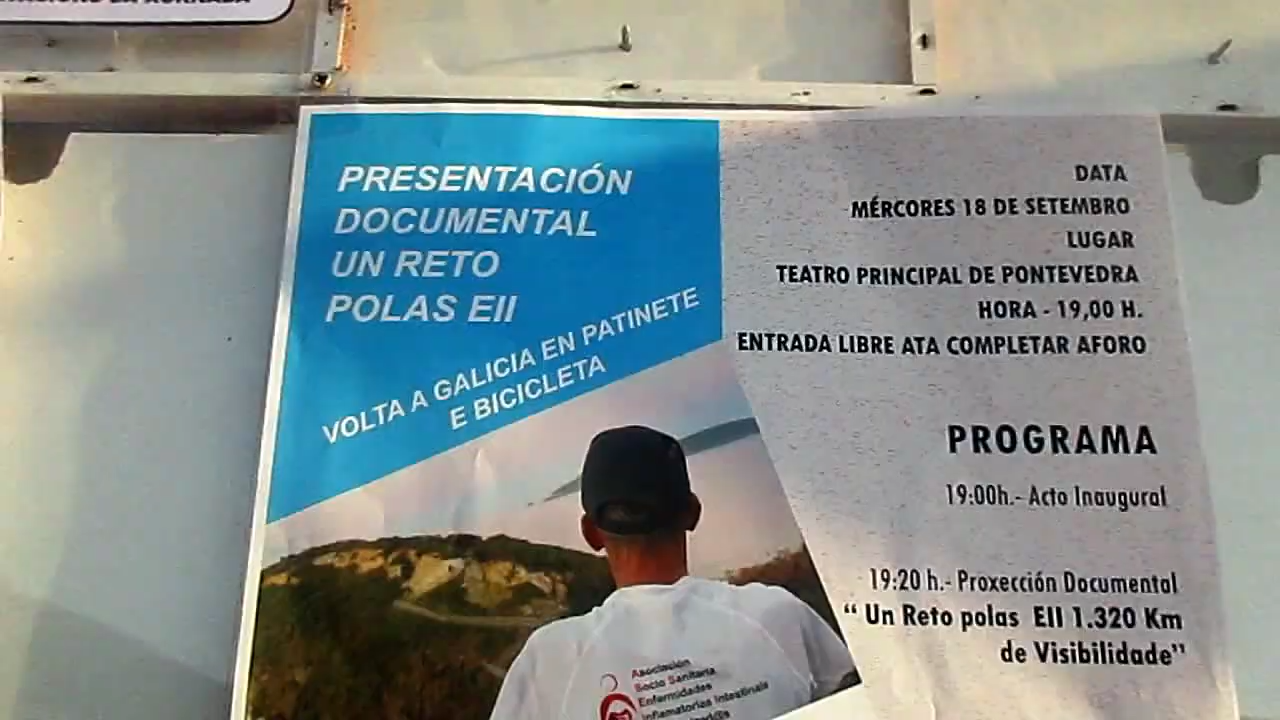 PRESENTACIÓN
DOCUMENTAL
UN RETO
POLAS EII
VOLTA A GALICIA EN PATINETE
E BICICLETA
DATA
MÉRCORES 18 DE SETEMBRO
LUGAR
TEATRO PRINCIPAL DE PONTEVEDRA
HORA - 19,00 H.
ENTRADA LIBRE ATA COMPLETAR AFORO
PROGRAMA
19:00h.- Acto Inaugural
19:20 h.- Proxección Documental
“ Un Reto polas EII 1.320 Km
de Visibilidade”
Asociación
Socio Sanitaria
Enfermidades
Inflamatorias Intestinais